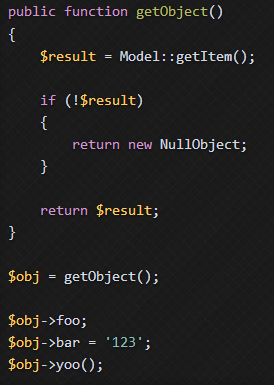 public function getObject()
{
    $result = Model::getItem();

    if (!$result)
    {
        return new NullObject;
    }

    return $result;
}

$obj = getObject();

$obj->foo;
$obj->bar = '123';
$obj->yoo();